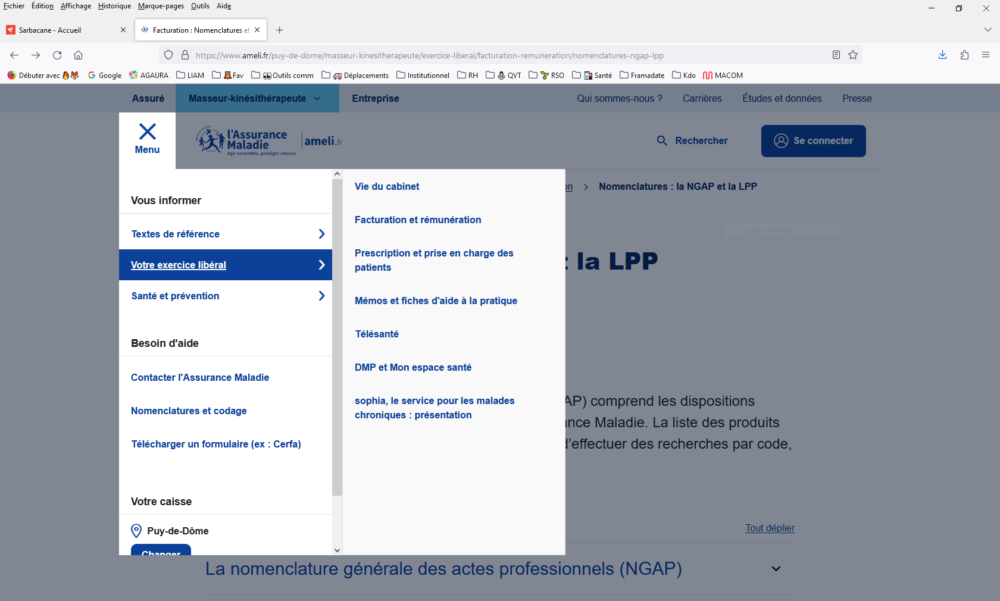 Fichier Édition Affichage Historique Marque-pages Outils Aide
Sarbacane - Accueil
Facturation : Nomenclatures et
https://www.ameli.fr/puy-de-dome/masseur-kinesitherapeute/exercice-liberal/facturation-remuneration/nomenclatures-ngap-lpp
Débuter avec Google AGAURA LIAM Fav Outils comm Déplacements Institutionnel RH QVT RSO Santé Framadate Kdo MACOM
Assuré Masseur-kinésithérapeute Entreprise Qui sommes-nous ? Carrières Études et données Presse
Menu
l'Assurance
Maladie
Agir ensemble, protéger chacun
ameli.fr
Rechercher
Se connecter
on > Nomenclatures : la NGAP et la LPP
Capture Fenêtre
t la LPP
Vous informer
Textes de référence
Votre exercice libéral
Santé et prévention
Besoin d'aide
Contacter l'Assurance Maladie
Nomenclatures et codage
Télécharger un formulaire (ex : Cerfa)
Votre caisse
Puy-de-Dôme
Changer
Vie du cabinet
Facturation et rémunération
Prescription et prise en charge des
patients
Mémos et fiches d'aide à la pratique
Télésanté
DMP et Mon espace santé
sophia, le service pour les malades
chroniques : présentation
AP) comprend les dispositions
ance Maladie. La liste des produits
d'effectuer des recherches par code,
Tout déplier
La nomenclature générale des actes professionnels (NGAP)